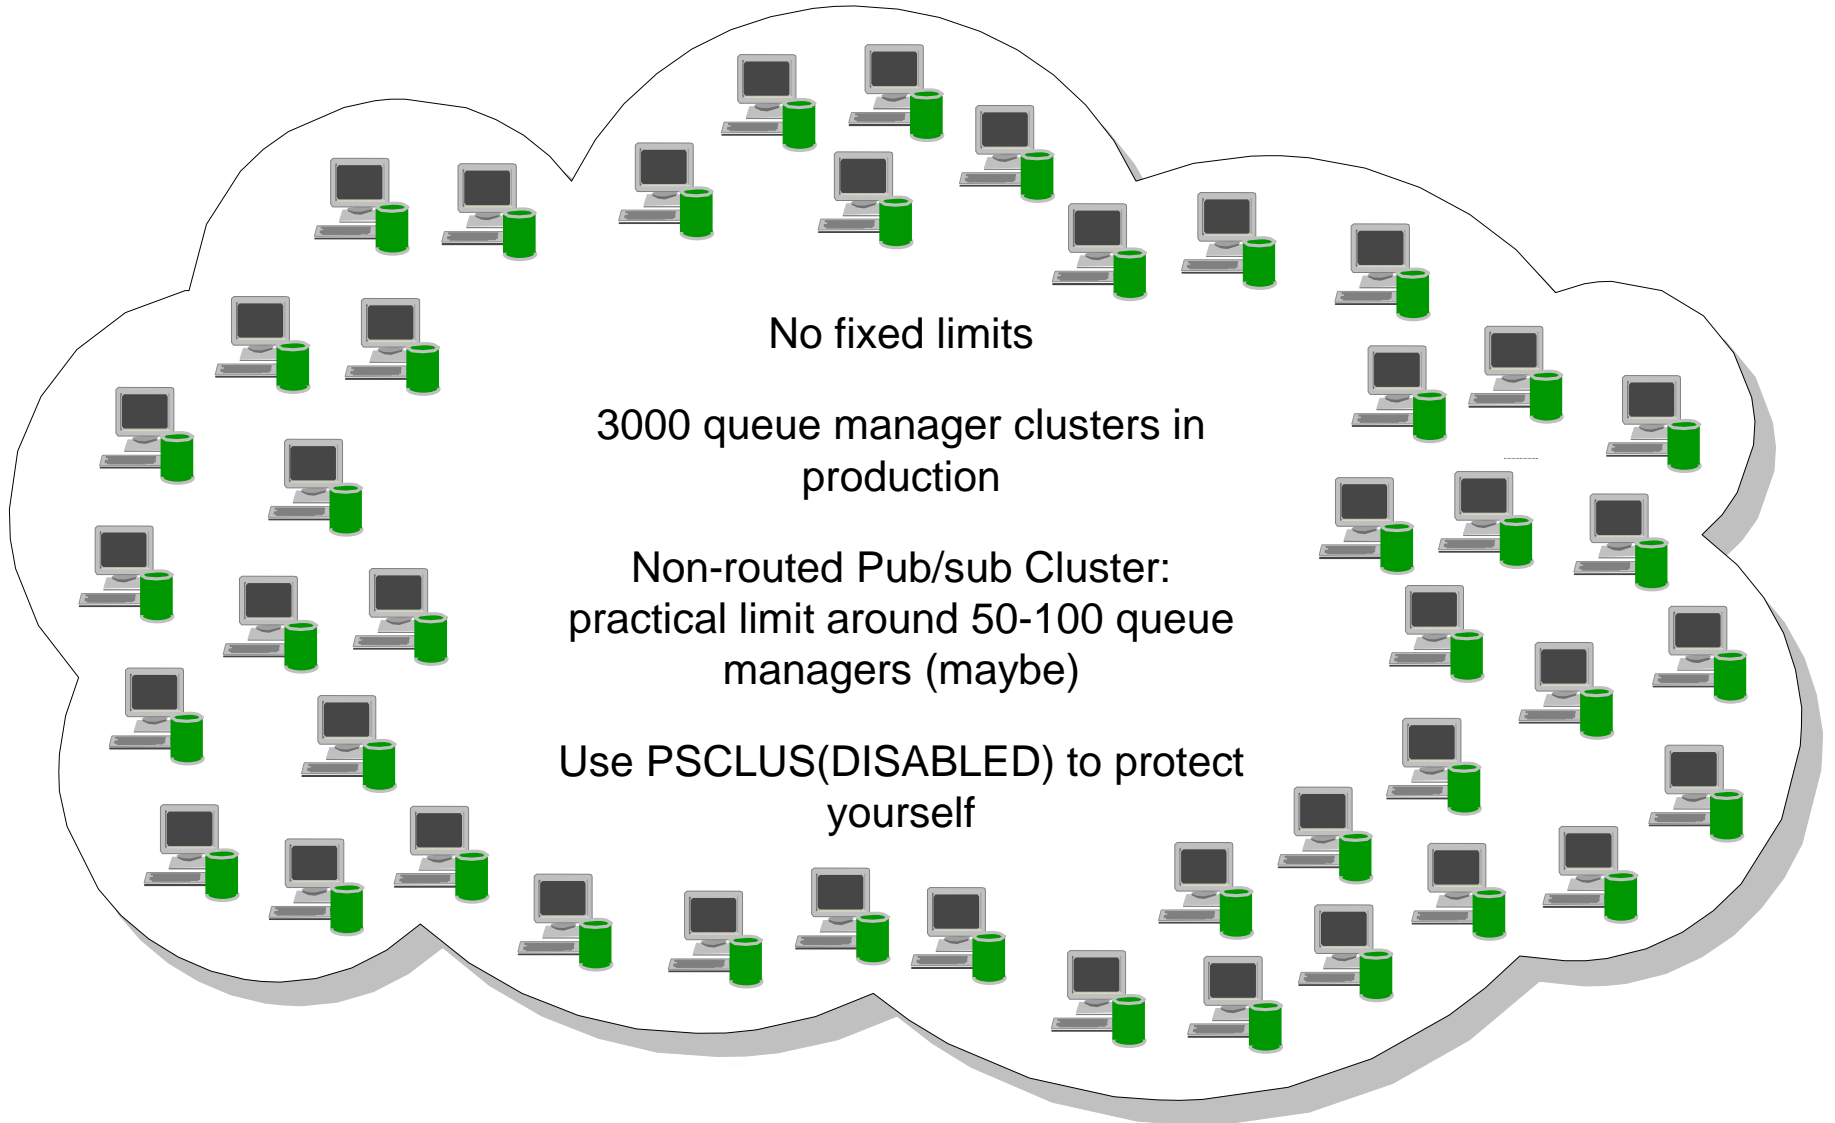 No fixed limits
3000 queue manager clusters in
production
Non-routed Pub/sub Cluster:
practical limit around 50-100 queue
managers (maybe)
Use PSCLUS(DISABLED) to protect
yourself